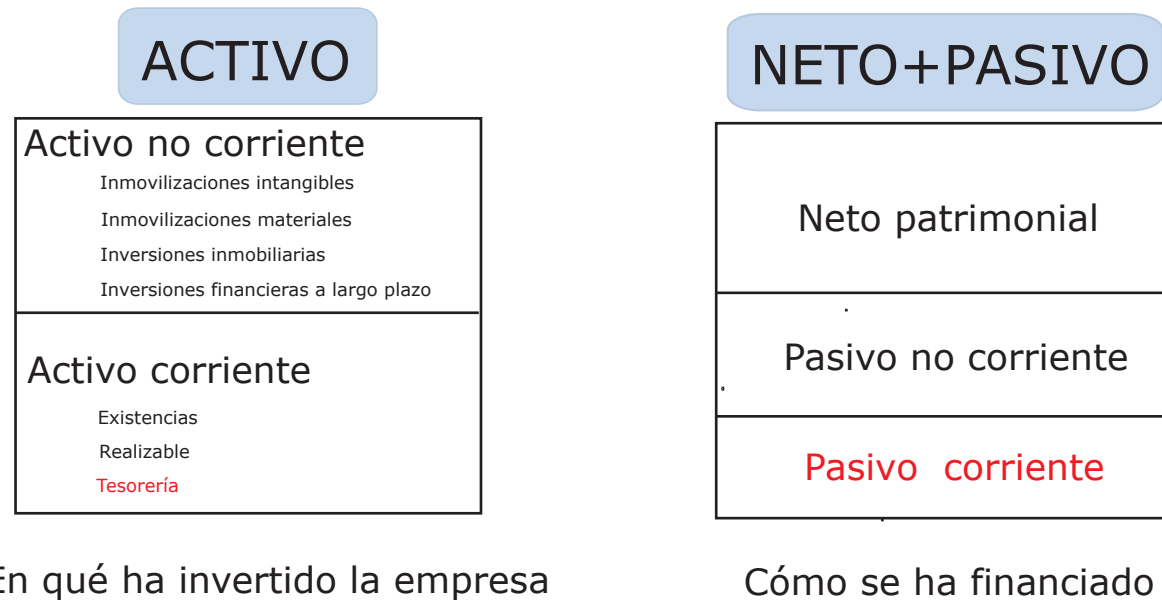 ACTIVO
Activo no corriente
Inmovilizaciones intangibles
Inmovilizaciones materiales
Inversiones inmobiliarias
Inversiones financieras a largo plazo
Activo corriente
Existencias
Realizable
Tesorería
En qué ha invertido la empresa
NETO+PASIVO
Neto patrimonial
Pasivo no corriente
Pasivo corriente
Cómo se ha financiado